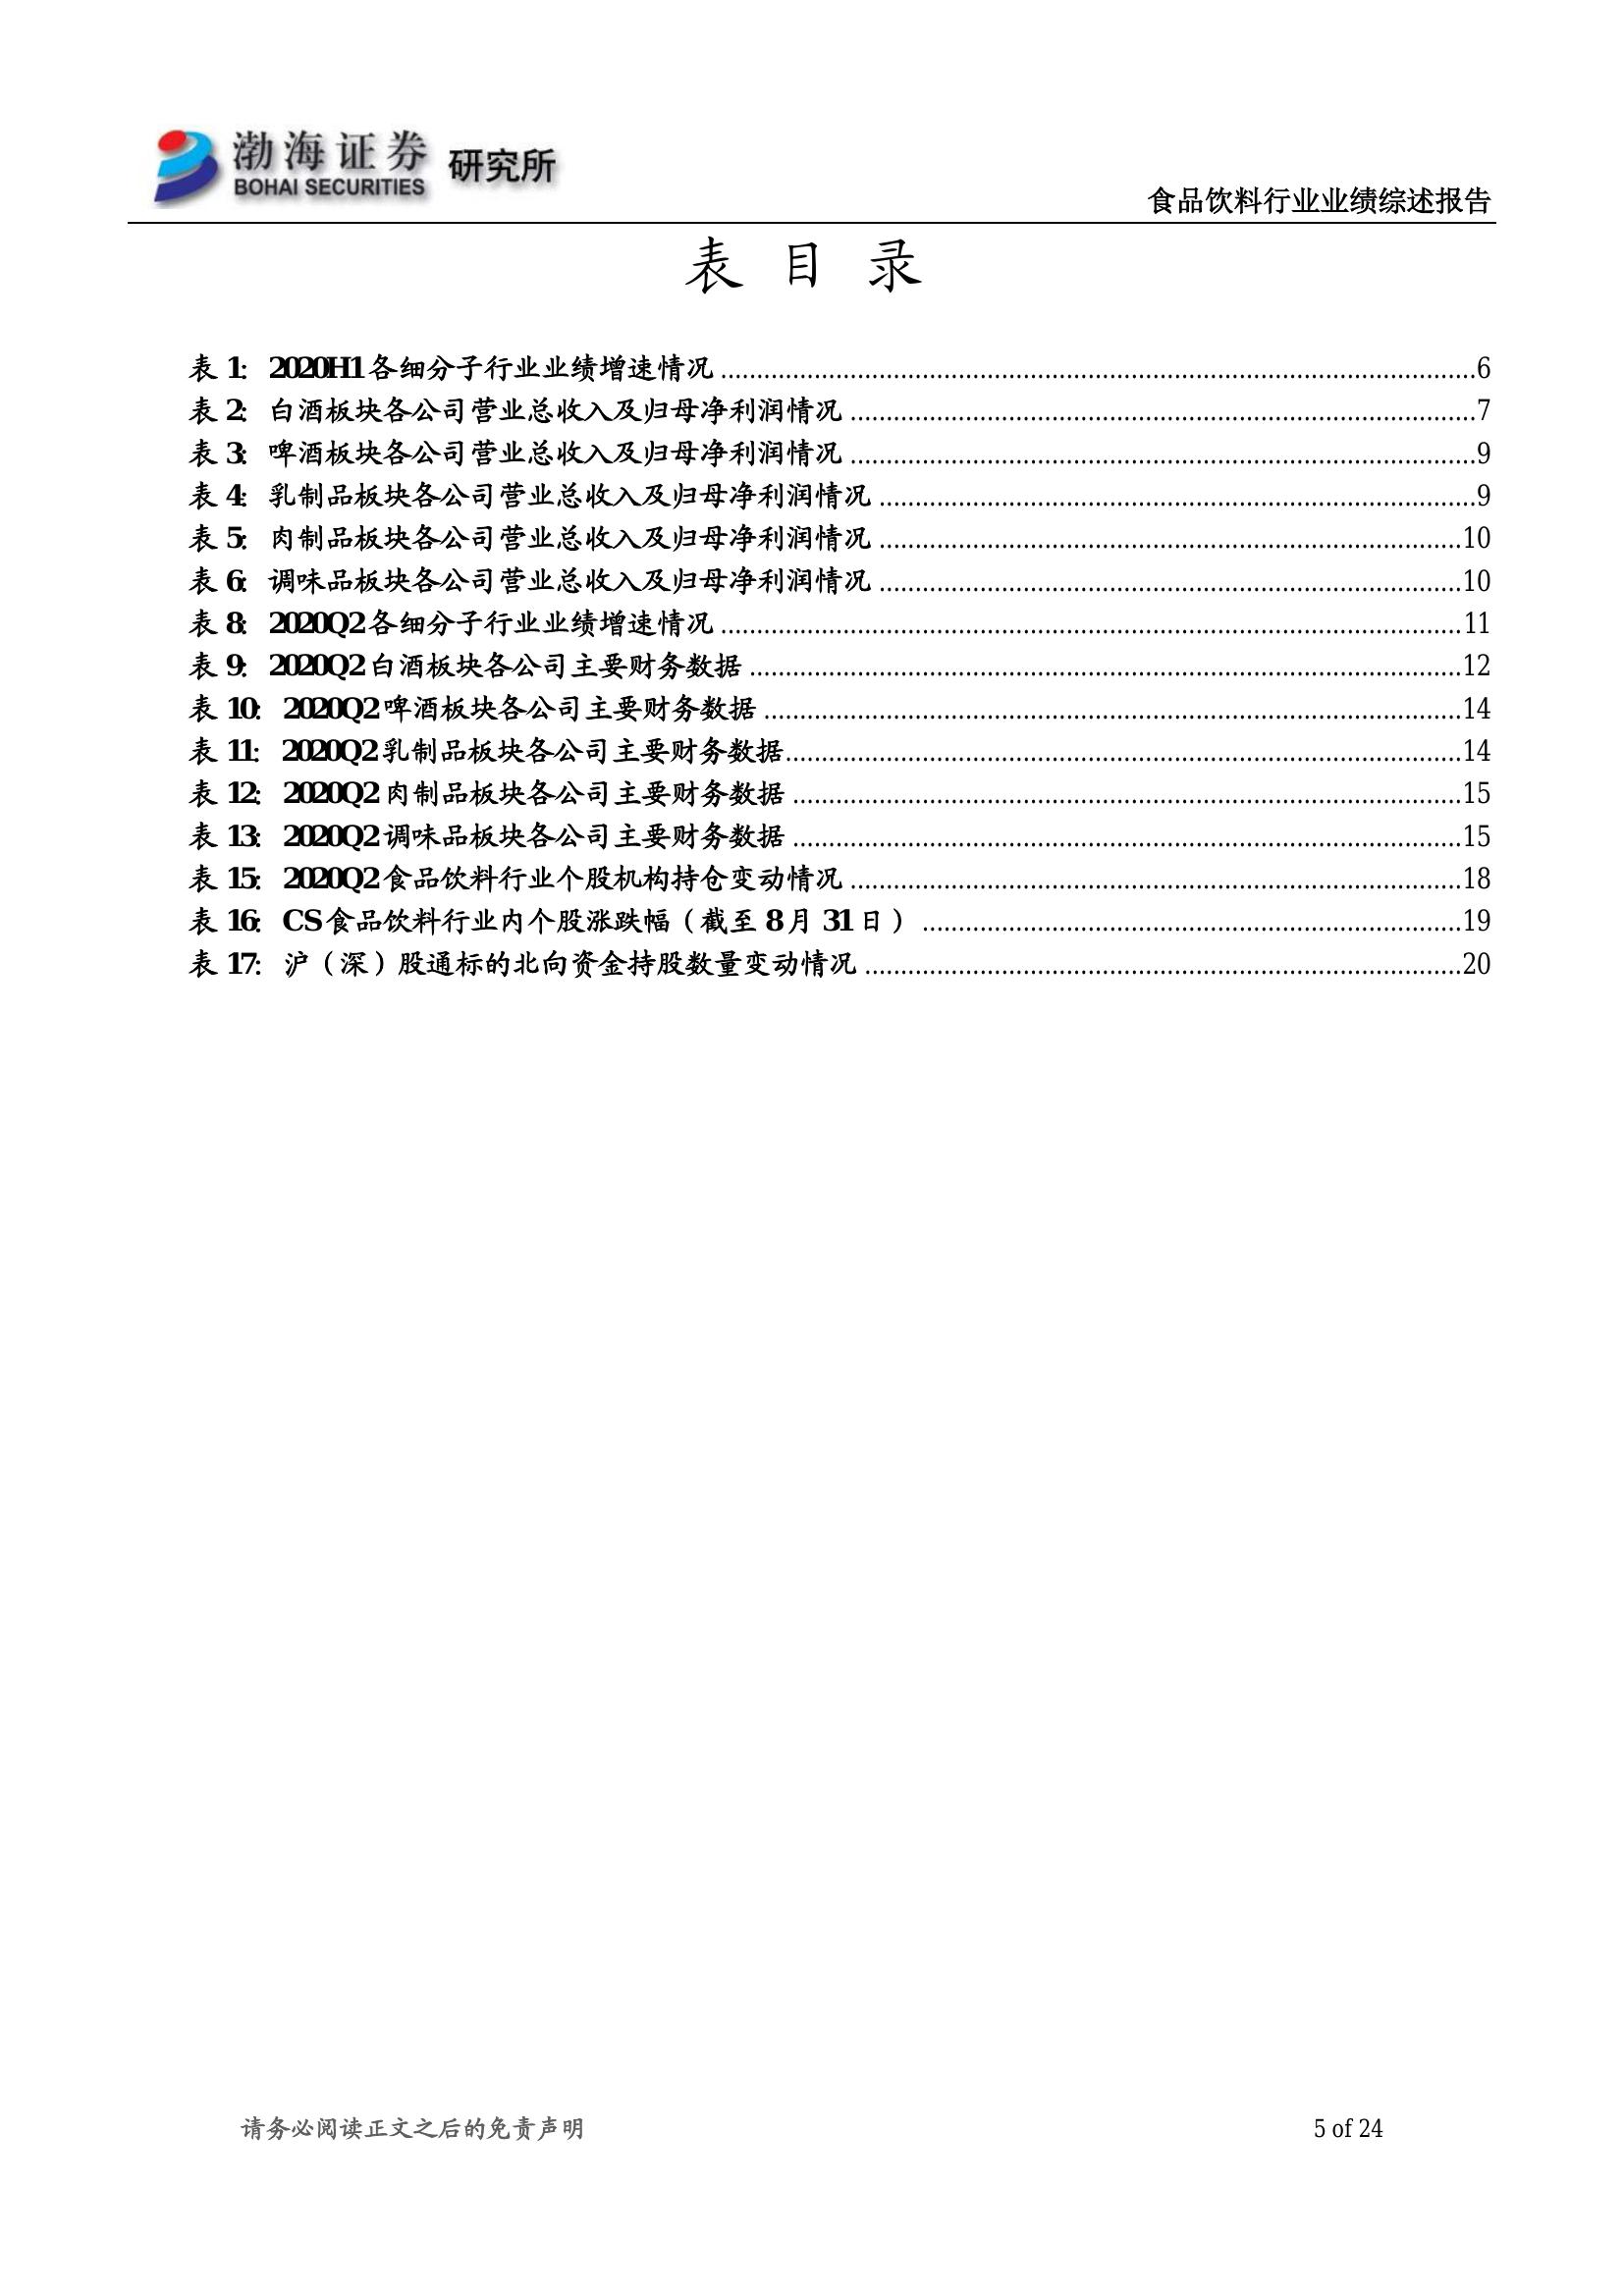 渤海证券 研究所
BOHAI SECURITIES
食品饮料行业业绩综述报告
表 目 录
表 1：2020H1 各细分子行业业绩增速情况 ........................................ 6
表 2：白酒板块各公司营业总收入及归母净利润情况 ........................................ 7
表 3：啤酒板块各公司营业总收入及归母净利润情况 ........................................ 9
表 4：乳制品板块各公司营业总收入及归母净利润情况 ........................................ 9
表 5：肉制品板块各公司营业总收入及归母净利润情况 ........................................ 10
表 6：调味品板块各公司营业总收入及归母净利润情况 ........................................ 10
表 8：2020Q2 各细分子行业业绩增速情况 ........................................ 11
表 9：2020Q2 白酒板块各公司主要财务数据 ........................................ 12
表 10：2020Q2 啤酒板块各公司主要财务数据 ........................................ 14
表 11：2020Q2 乳制品板块各公司主要财务数据 ........................................ 14
表 12：2020Q2 肉制品板块各公司主要财务数据 ........................................ 15
表 13：2020Q2 调味品板块各公司主要财务数据 ........................................ 15
表 15：2020Q2 食品饮料行业个股机构持仓变动情况 ........................................ 18
表 16：CS 食品饮料行业内个股涨跌幅（截至 8 月 31 日） ........................................ 19
表 17：沪（深）股通标的北向资金持股数量变动情况 ........................................ 20
请务必阅读正文之后的免责声明
5 of 24